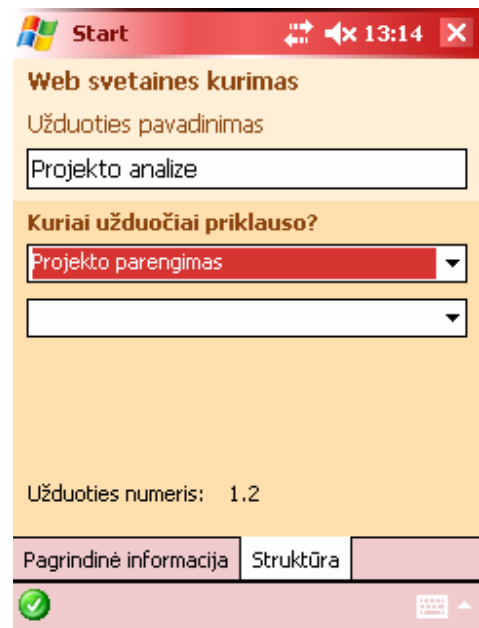 Start 13:14
Web svetaines kurimas
Užduoties pavadinimas
Projekto analize
Kuriai užduočiai priklauso?
Projekto parengimas
Užduoties numeris: 1.2
Pagrindinė informacija Struktūra